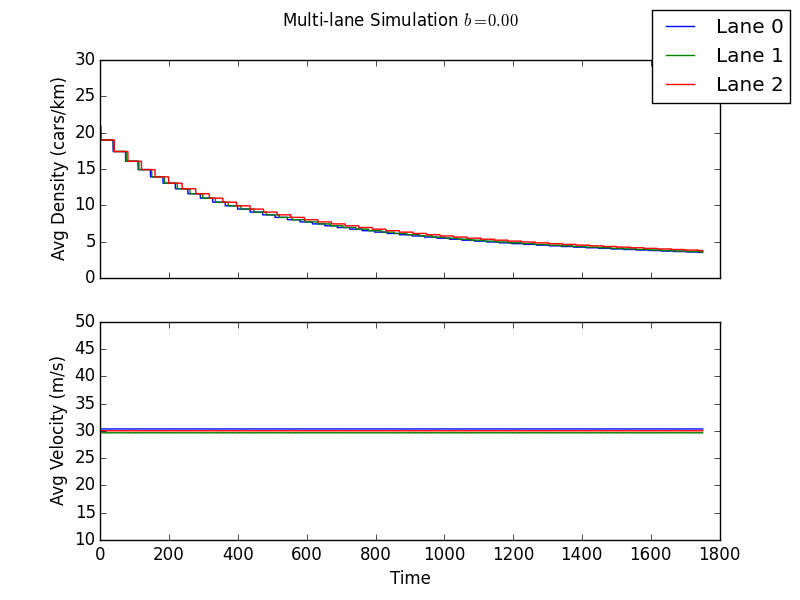 Multi-lane Simulation b=0.00
Lane 0
Lane 1
Lane 2
Avg Density (cars/km)
30
25
20
15
10
5
0
Avg Velocity (m/s)
50
45
40
35
30
25
20
15
10
0 200 400 600 800 1000 1200 1400 1600 1800
Time